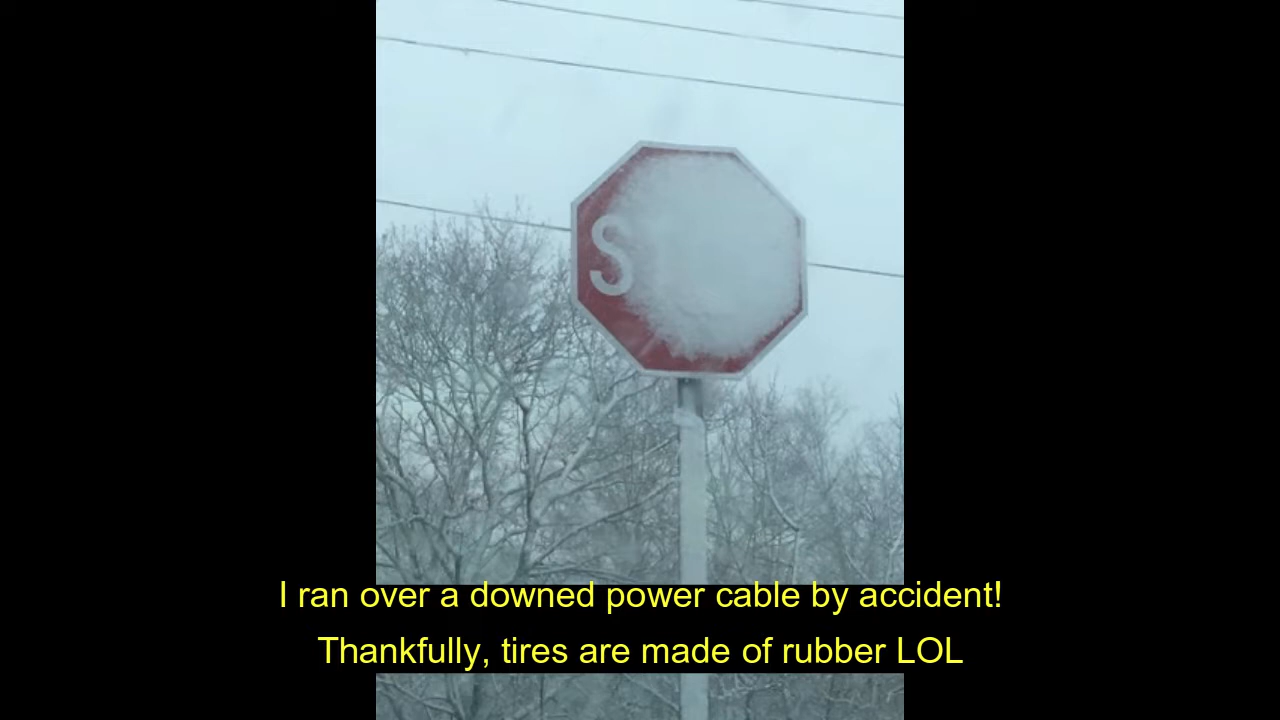 S
I ran over a downed power cable by accident!
Thankfully, tires are made of rubber LOL